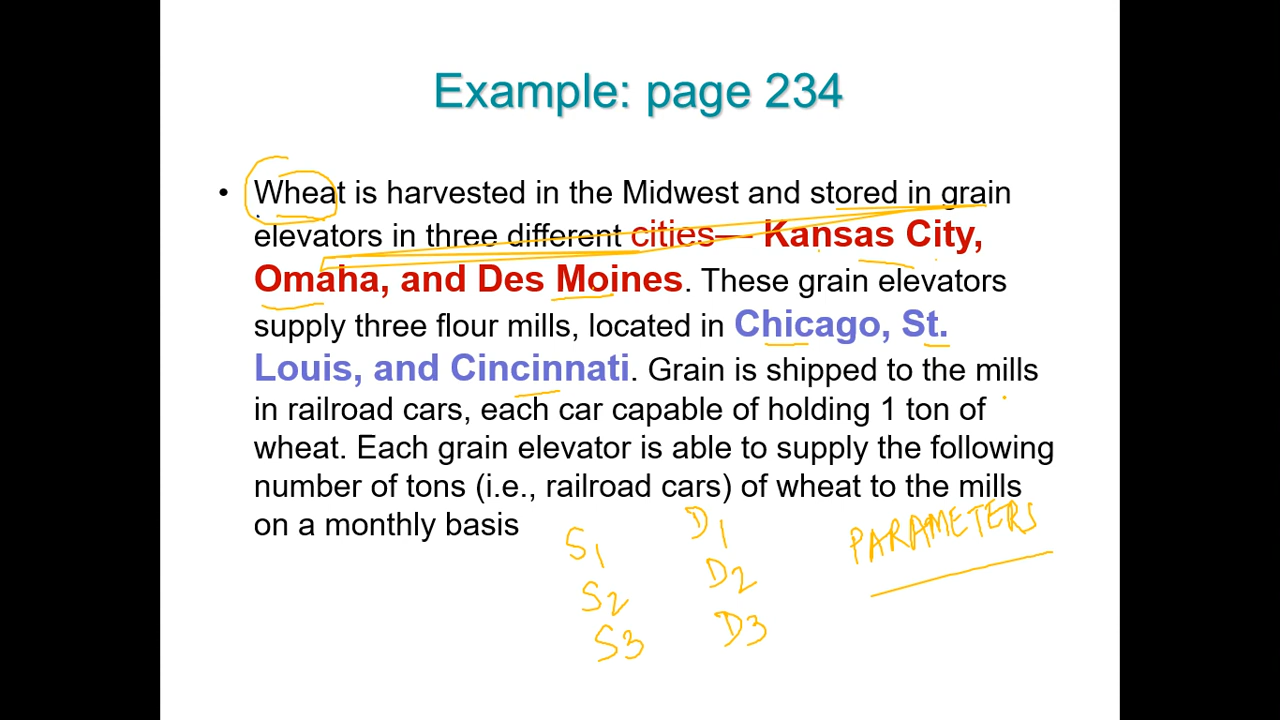 Example: page 234
• Wheat is harvested in the Midwest and stored in grain
elevators in three different cities— Kansas City,
Omaha, and Des Moines. These grain elevators
supply three flour mills, located in Chicago, St.
Louis, and Cincinnati. Grain is shipped to the mills
in railroad cars, each car capable of holding 1 ton of
wheat. Each grain elevator is able to supply the following
number of tons (i.e., railroad cars) of wheat to the mills
on a monthly basis
S1 D1 PARAMETERS
S2 D2
S3 D3